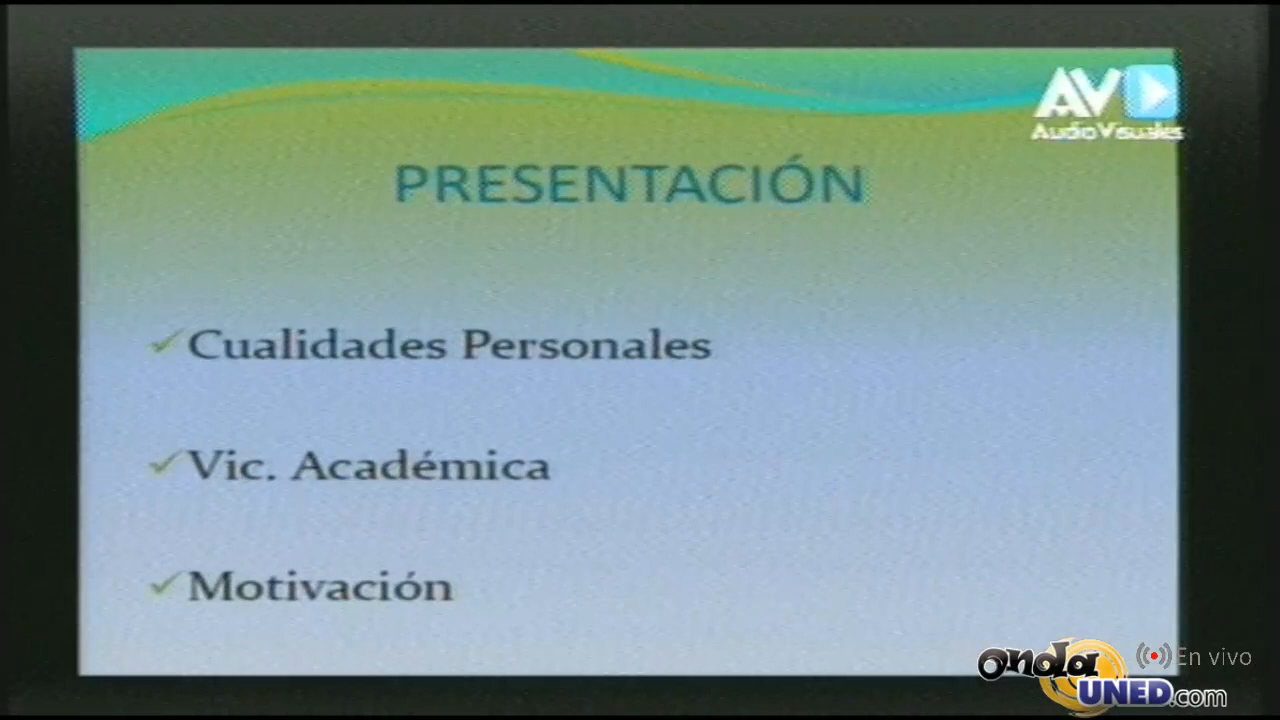 AV
AudioVisuales
PRESENTACIÓN
Cualidades Personales
Vic. Académica
Motivación
onda
UNED.com
En vivo